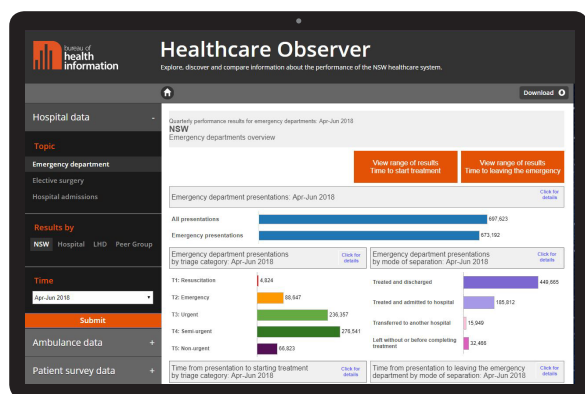 bureau of
health
information
Healthcare Observer
Explore, discover and compare information about the performance of the NSW healthcare system.
Download
Hospital data -
Topic
Emergency department
Elective surgery
Hospital admissions
Results by
NSW Hospital LHD Peer Group
Time
Apr-Jun 2018
Submit
Ambulance data +
Patient survey data +
Quarterly performance results for emergency departments: Apr-Jun 2018
NSW
Emergency departments overview
View range of results
Time to start treatment
View range of results
Time to leaving the emergency
Emergency department presentations: Apr-Jun 2018
Click for
details
All presentations 697,623
Emergency presentations 673,192
Emergency department presentations
by triage category: Apr-Jun 2018
Click for
details
T1: Resuscitation 4,824
T2: Emergency 88,647
T3: Urgent 236,357
T4: Semi-urgent 276,541
T5: Non-urgent 66,823
Emergency department presentations
by mode of separation: Apr-Jun 2018
Click for
details
Treated and discharged 449,665
Treated and admitted to hospital 185,812
Transferred to another hospital 15,949
Left without or before completing
treatment 32,466
Time from presentation to starting treatment
by triage category: Apr-Jun 2018
Click for
details
Time from presentation to leaving the emergency
department by mode of separation: Apr-Jun 2018
Click for
details